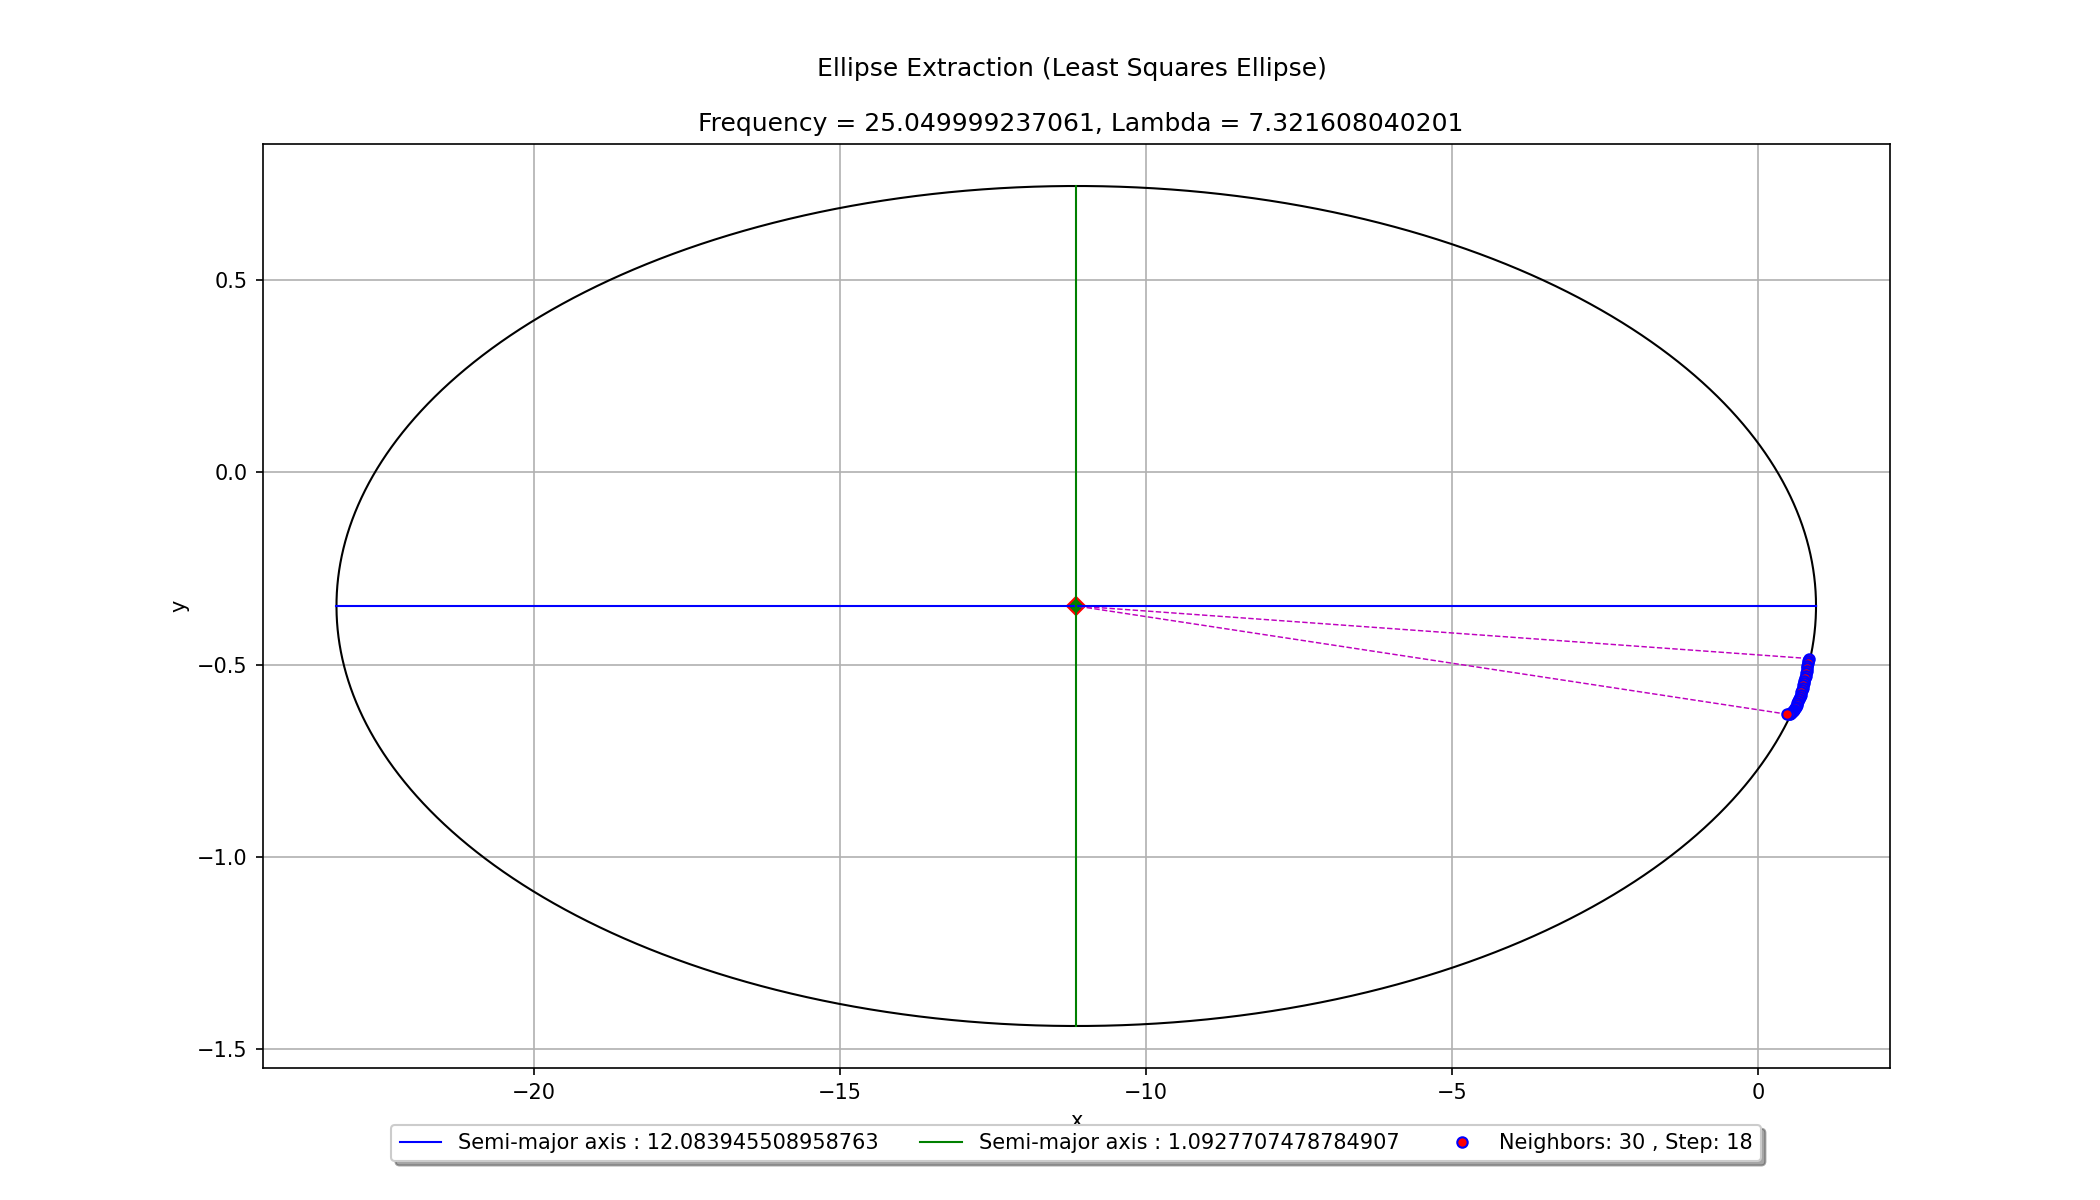 Ellipse Extraction (Least Squares Ellipse)
Frequency = 25.049999237061, Lambda = 7.321608040201
0.5
0.0
−0.5
−1.0
−1.5
y
−20
−15
−10
−5
0
x
Semi-major axis : 12.083945508958763
Semi-major axis : 1.0927707478784907
Neighbors: 30 , Step: 18